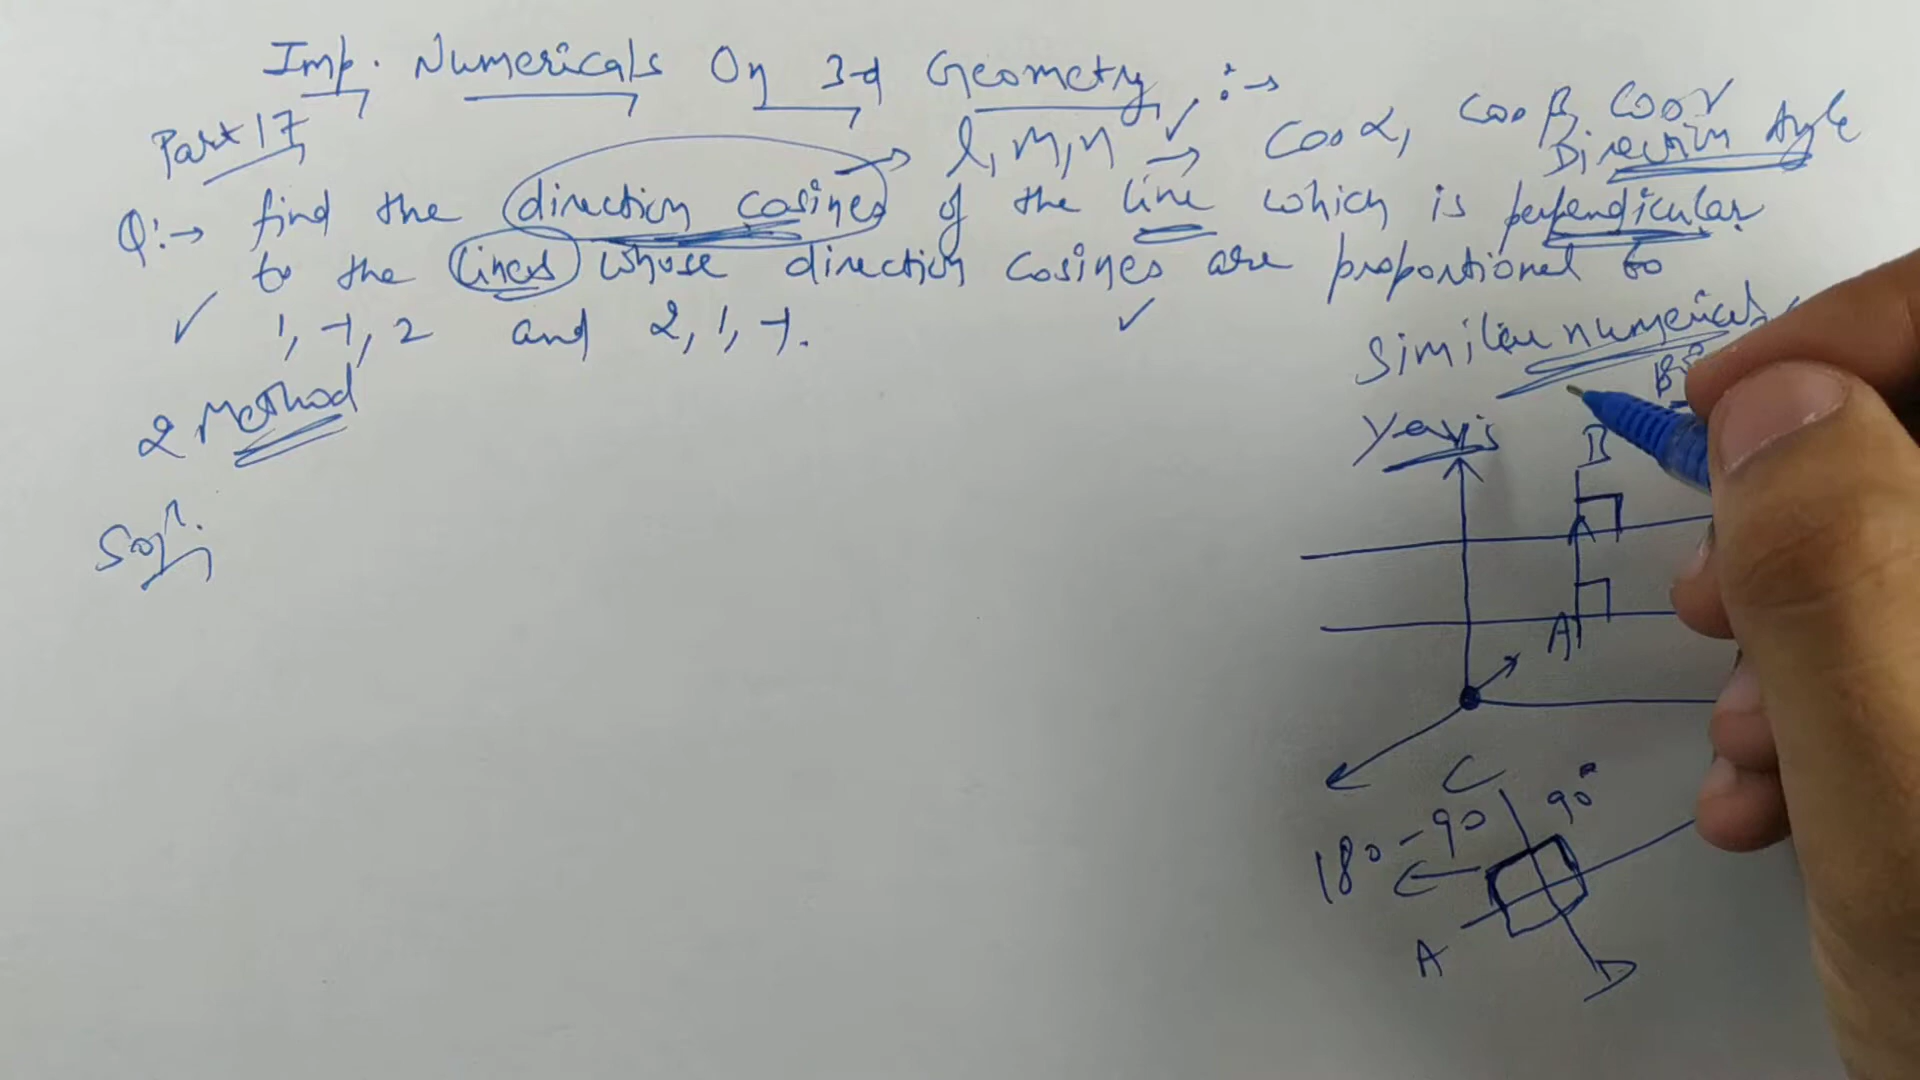 Imp. Numericals On 3-d Geometry :→
Part 17
l, m, n → Cos α, Cos β, Cos γ
Direction Angle
Q:→ find the direction cosines of the line which is perpendicular
to the lines whose direction cosines are proportional to
1, -1, 2 and 2, 1, -1.
Similar numericals
2 Method
Y axis
B
Sol^n.
A
A
C
90°
180 - 90
A
D